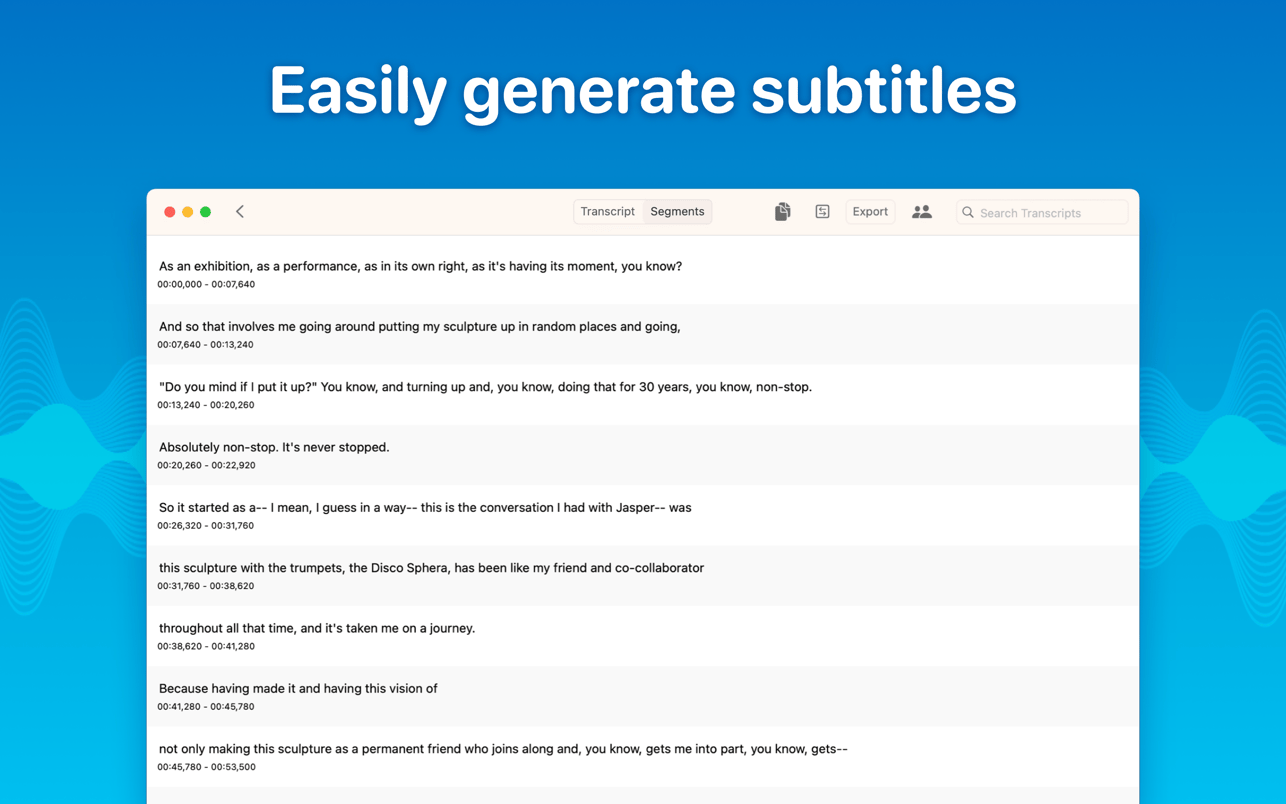 Easily generate subtitles
Transcript Segments Export Search Transcripts
As an exhibition, as a performance, as in its own right, as it's having its moment, you know?
00:00,000 - 00:07,640
And so that involves me going around putting my sculpture up in random places and going,
00:07,640 - 00:13,240
"Do you mind if I put it up?" You know, and turning up and, you know, doing that for 30 years, you know, non-stop.
00:13,240 - 00:20,260
Absolutely non-stop. It's never stopped.
00:20,260 - 00:22,920
So it started as a-- I mean, I guess in a way-- this is the conversation I had with Jasper-- was
00:26,320 - 00:31,760
this sculpture with the trumpets, the Disco Sphera, has been like my friend and co-collaborator
00:31,760 - 00:38,620
throughout all that time, and it's taken me on a journey.
00:38,620 - 00:41,280
Because having made it and having this vision of
00:41,280 - 00:45,780
not only making this sculpture as a permanent friend who joins along and, you know, gets me into part, you know, gets--
00:45,780 - 00:53,500